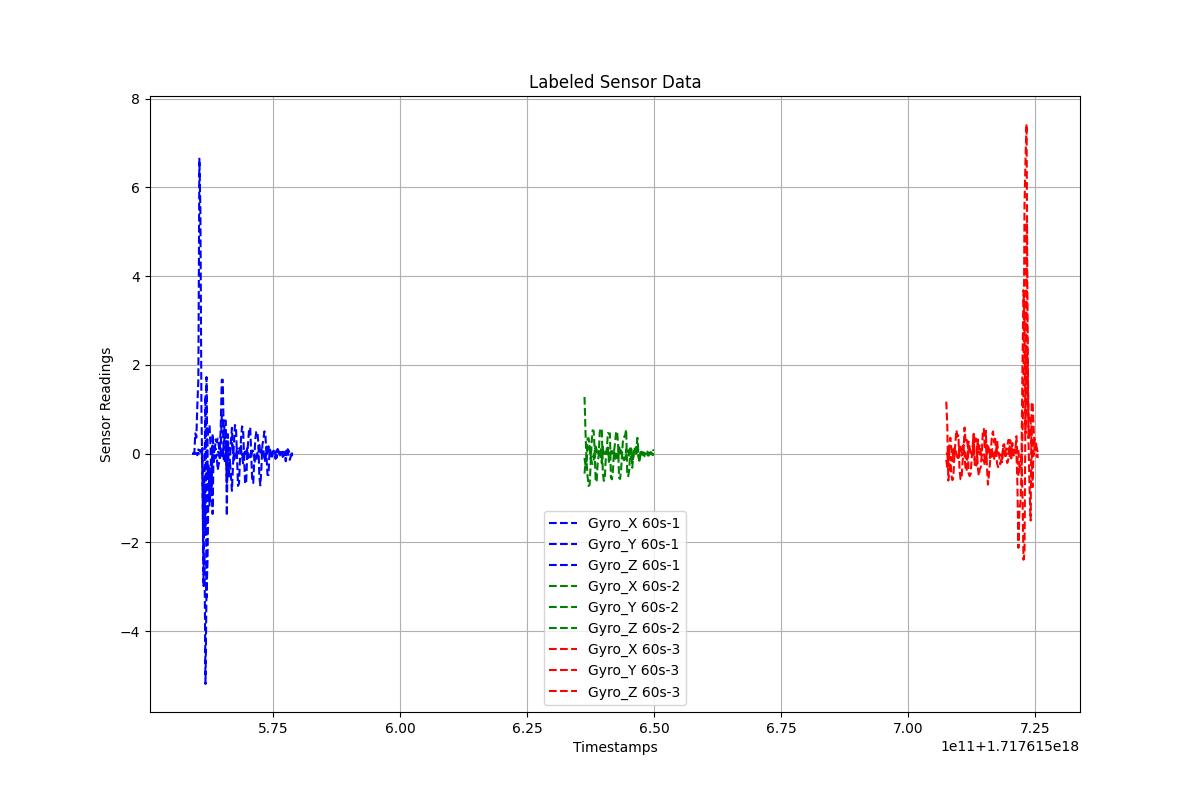 Labeled Sensor Data
8
6
4
2
0
−2
−4
Sensor Readings
Gyro_X 60s-1
Gyro_Y 60s-1
Gyro_Z 60s-1
Gyro_X 60s-2
Gyro_Y 60s-2
Gyro_Z 60s-2
Gyro_X 60s-3
Gyro_Y 60s-3
Gyro_Z 60s-3
5.75 6.00 6.25 6.50 6.75 7.00 7.25
Timestamps
1e11+1.717615e18